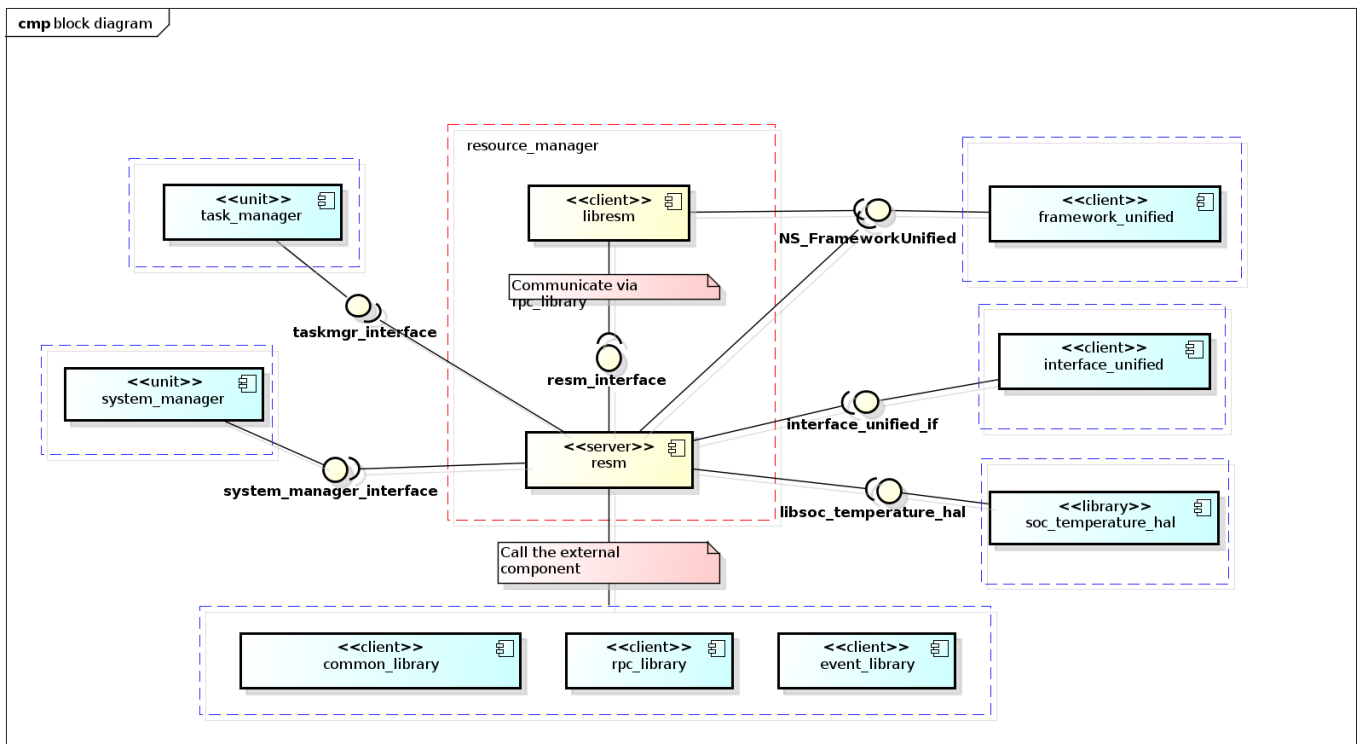 cmp block diagram
resource_manager
<<unit>>
task_manager
<<client>>
libresm
<<client>>
framework_unified
NS_FrameworkUnified
Communicate via
rpc_library
taskmgr_interface
<<client>>
interface_unified
<<unit>>
system_manager
resm_interface
interface_unified_if
<<server>>
resm
system_manager_interface
libsoc_temperature_hal
<<library>>
soc_temperature_hal
Call the external
component
<<client>>
common_library
<<client>>
rpc_library
<<client>>
event_library